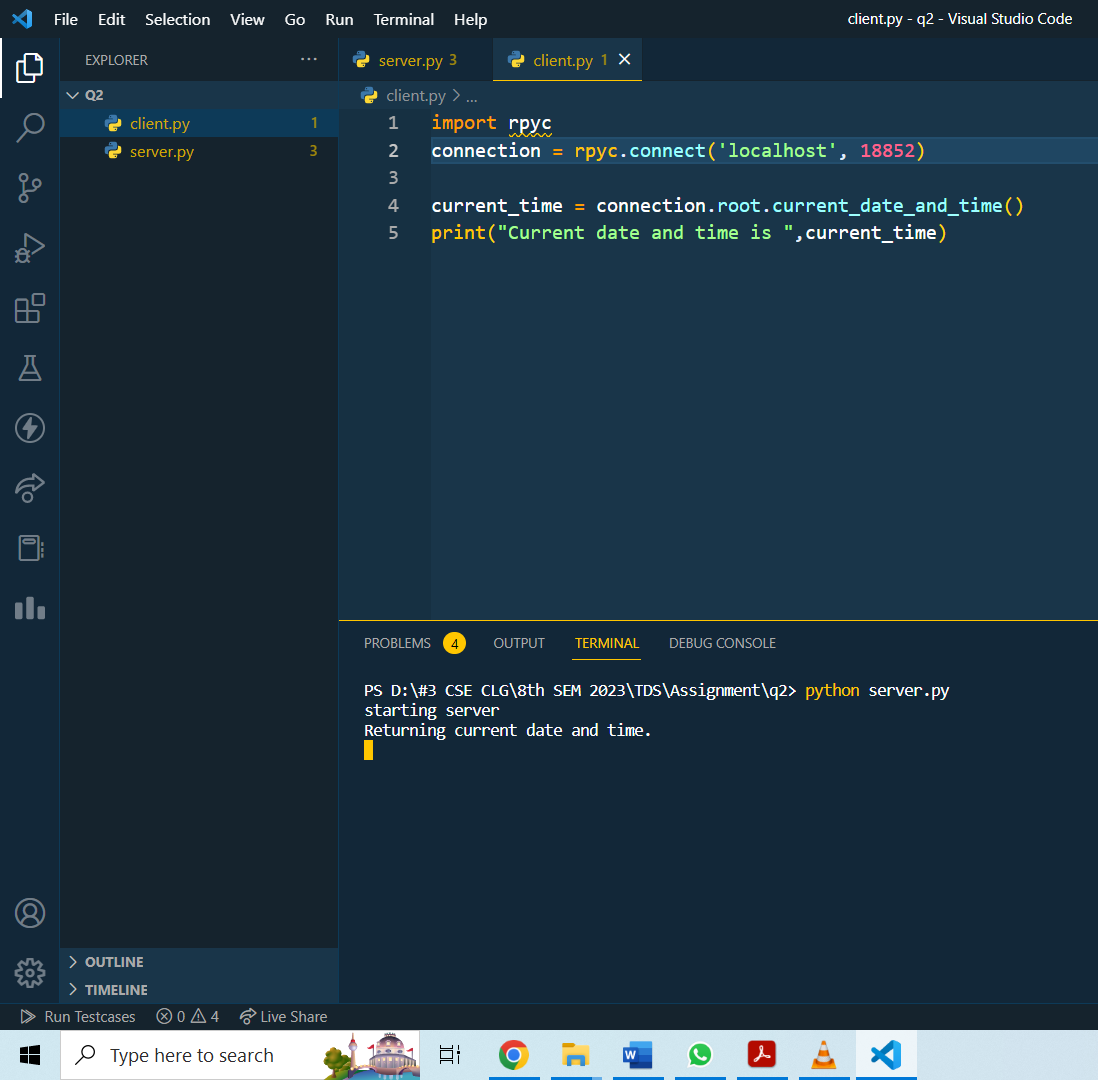 File Edit Selection View Go Run Terminal Help client.py - q2 - Visual Studio Code
EXPLORER ...
server.py 3
client.py 1
Q2
client.py 1
server.py 3
client.py > ...
1 import rpyc
2 connection = rpyc.connect('localhost', 18852)
3
4 current_time = connection.root.current_date_and_time()
5 print("Current date and time is ",current_time)
PROBLEMS 4 OUTPUT TERMINAL DEBUG CONSOLE
PS D:\#3 CSE CLG\8th SEM 2023\TDS\Assignment\q2> python server.py
starting server
Returning current date and time.
OUTLINE
TIMELINE
Run Testcases 0 4 Live Share
Type here to search